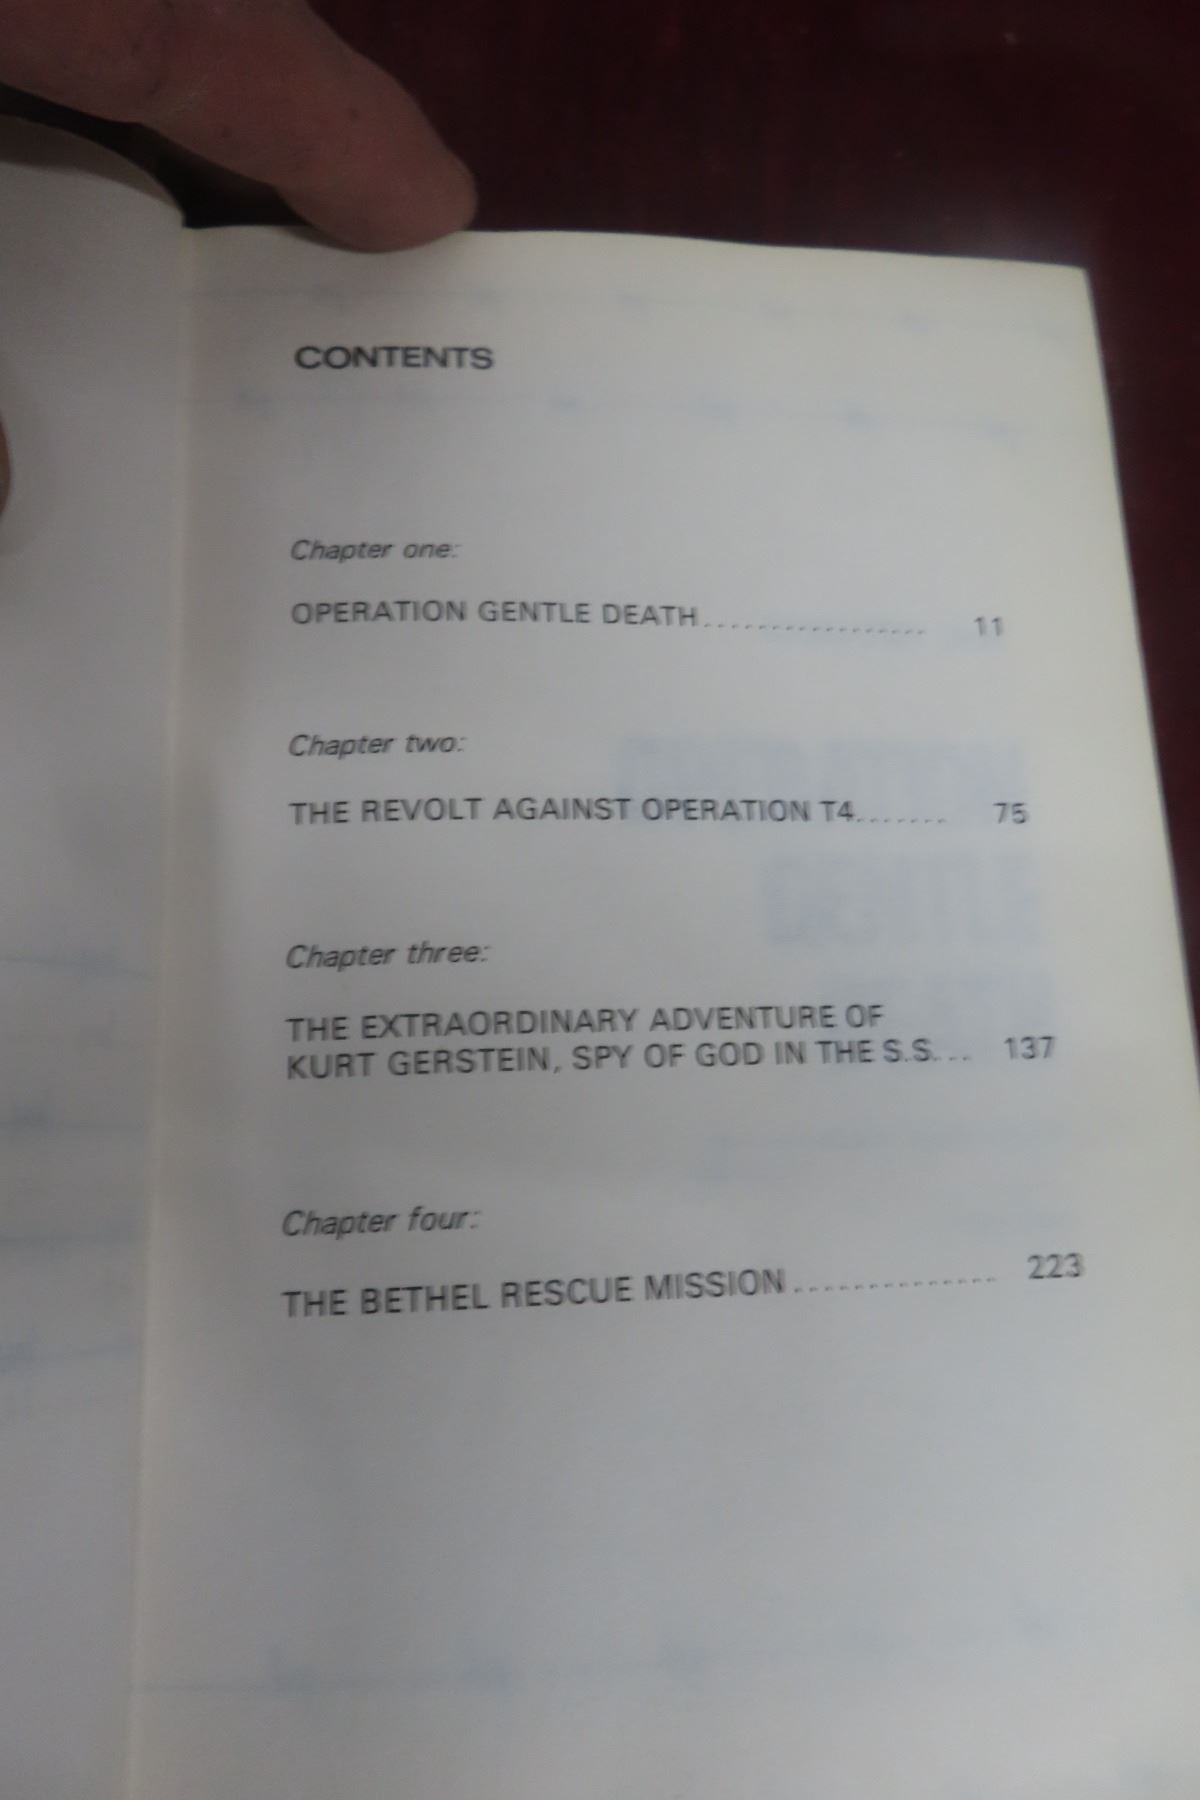 CONTENTS
Chapter one:
OPERATION GENTLE DEATH................. 11
Chapter two:
THE REVOLT AGAINST OPERATION T4....... 75
Chapter three:
THE EXTRAORDINARY ADVENTURE OF
KURT GERSTEIN, SPY OF GOD IN THE S.S.... 137
Chapter four:
THE BETHEL RESCUE MISSION............... 223